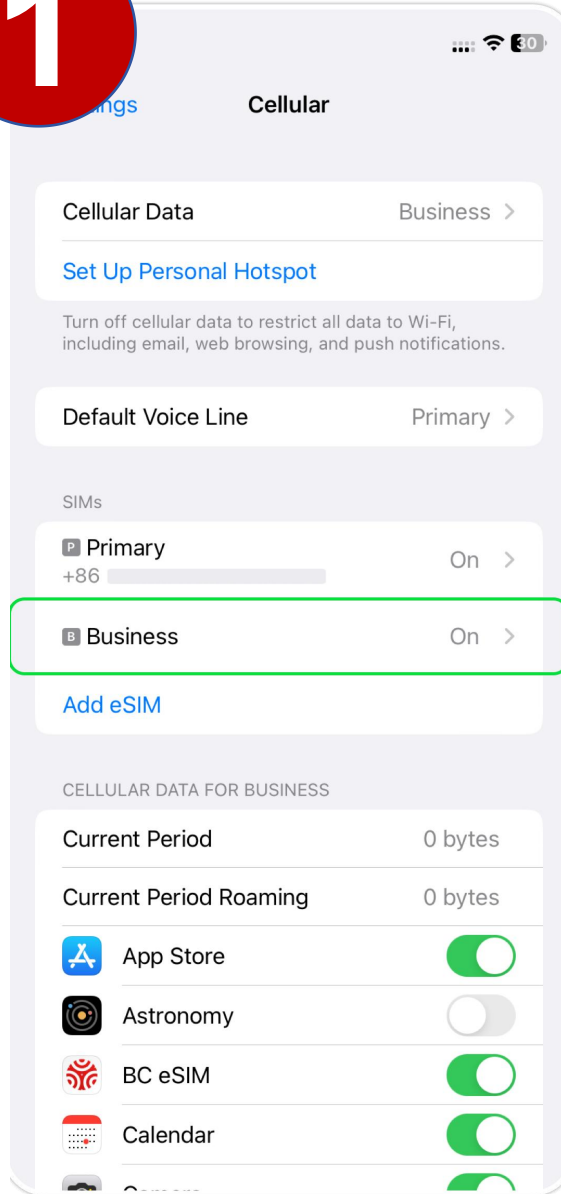 1
ngs
Cellular
30
Cellular Data
Business
Set Up Personal Hotspot
Turn off cellular data to restrict all data to Wi-Fi,
including email, web browsing, and push notifications.
Default Voice Line
Primary
SIMs
P Primary
On
+86
B Business
On
Add eSIM
CELLULAR DATA FOR BUSINESS
Current Period
0 bytes
Current Period Roaming
0 bytes
App Store
Astronomy
BC eSIM
Calendar